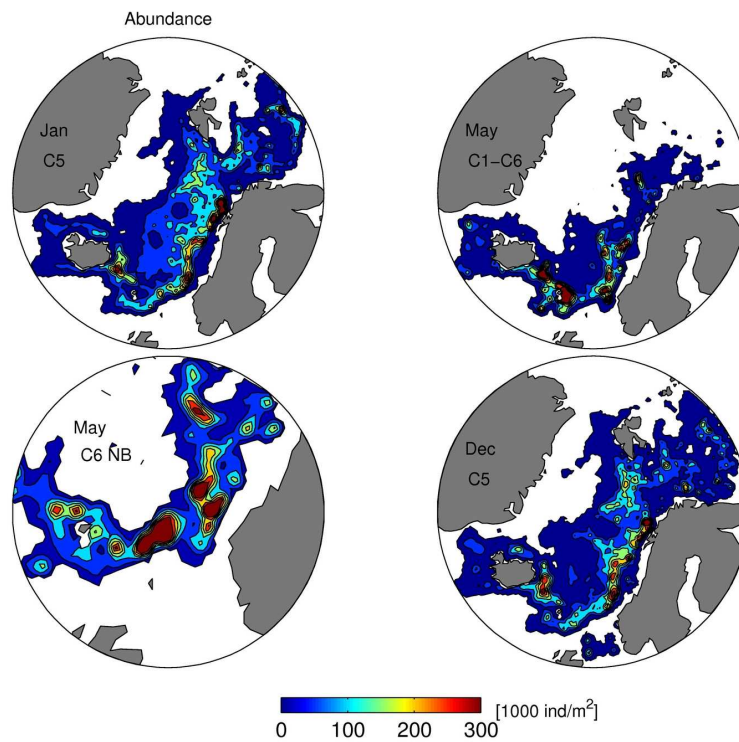 Abundance
Jan
C5
May
C1−C6
May
C6 NB
Dec
C5
0 100 200 300
[1000 ind/m²]